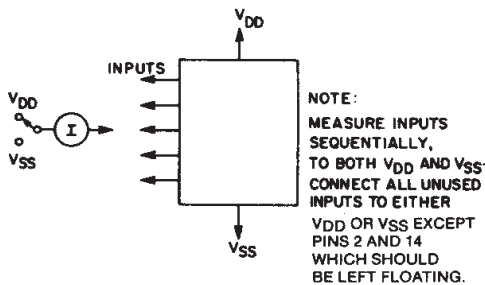 VDD
INPUTS
VDD
I
VSS
VSS
NOTE:
MEASURE INPUTS
SEQUENTIALLY,
TO BOTH VDD AND VSS.
CONNECT ALL UNUSED
INPUTS TO EITHER
VDD OR VSS EXCEPT
PINS 2 AND 14
WHICH SHOULD
BE LEFT FLOATING.